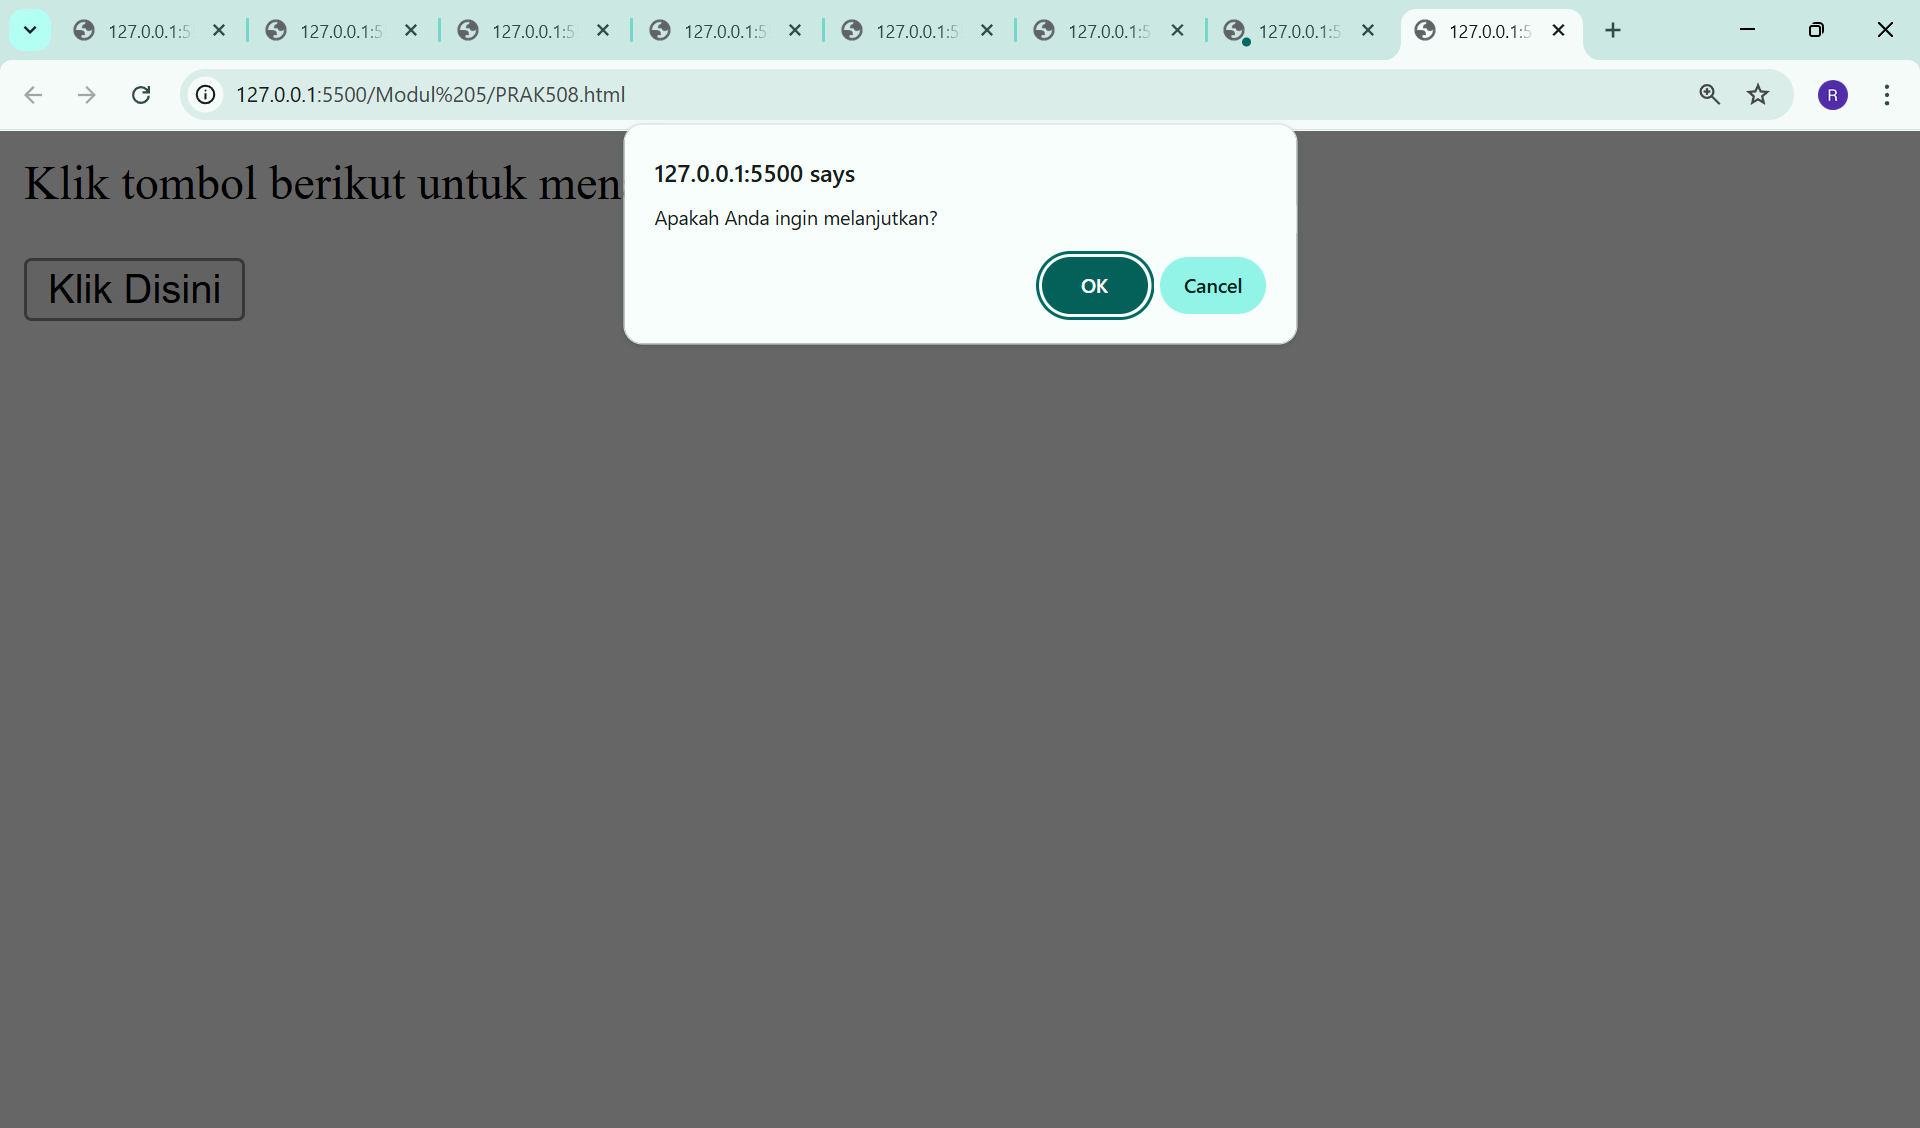 127.0.0.1:5 127.0.0.1:5 127.0.0.1:5 127.0.0.1:5 127.0.0.1:5 127.0.0.1:5 127.0.0.1:5 127.0.0.1:5
127.0.0.1:5500/Modul%205/PRAK508.html
R
127.0.0.1:5500 says
Apakah Anda ingin melanjutkan?
OK Cancel
Klik tombol berikut untuk men
Klik Disini